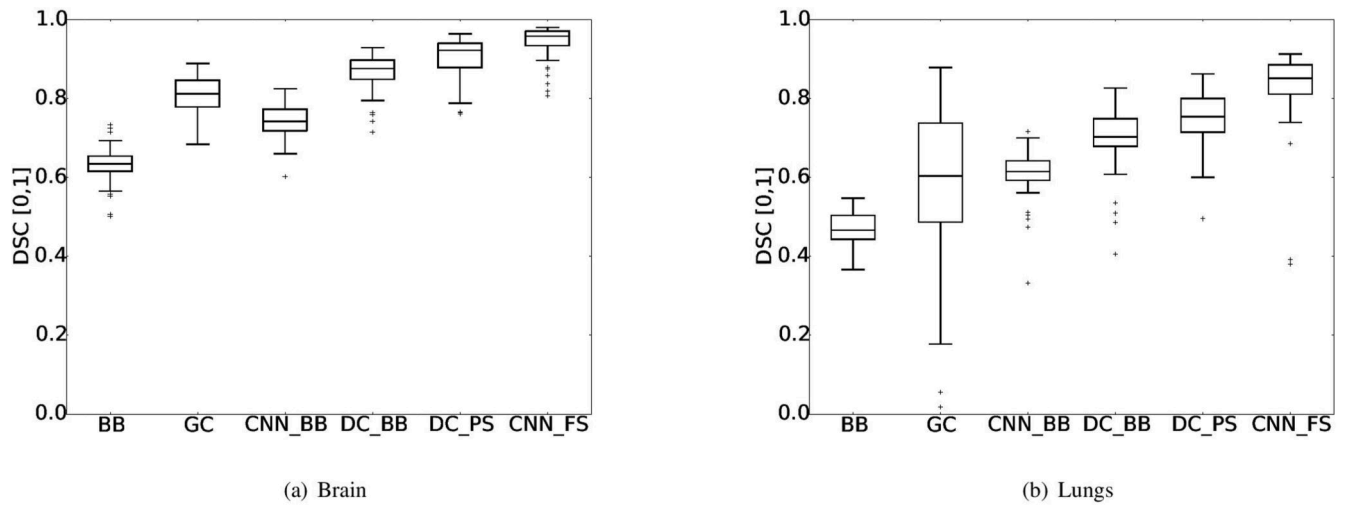 DSC [0,1]
1.0
0.8
0.6
0.4
0.2
0.0
BB GC CNN_BB DC_BB DC_PS CNN_FS
(a) Brain
DSC [0,1]
1.0
0.8
0.6
0.4
0.2
0.0
BB GC CNN_BB DC_BB DC_PS CNN_FS
(b) Lungs